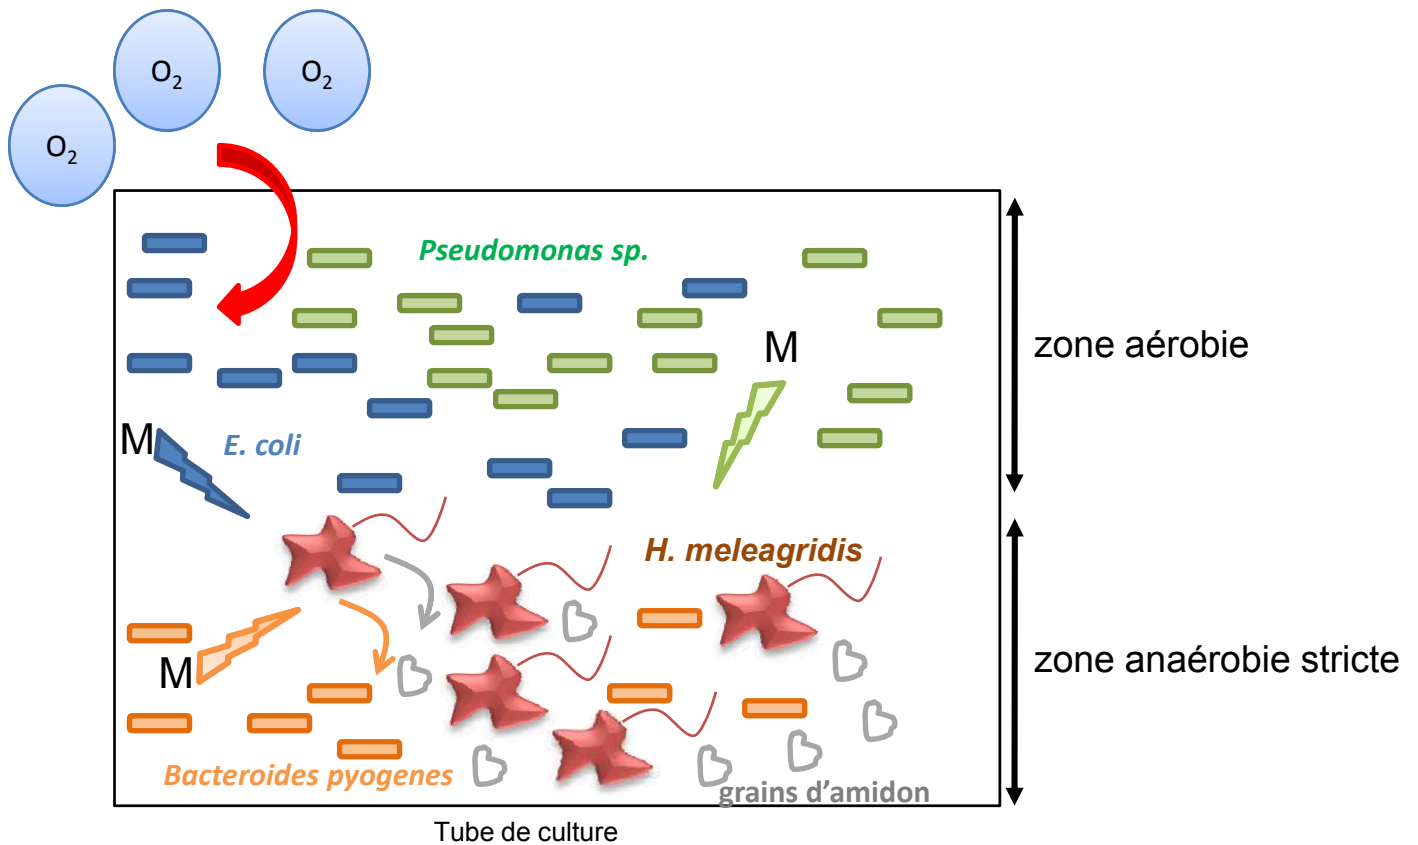 O₂
O₂
O₂
Pseudomonas sp.
M
zone aérobie
M
E. coli
H. meleagridis
M
zone anaérobie stricte
Bacteroides pyogenes
grains d’amidon
Tube de culture